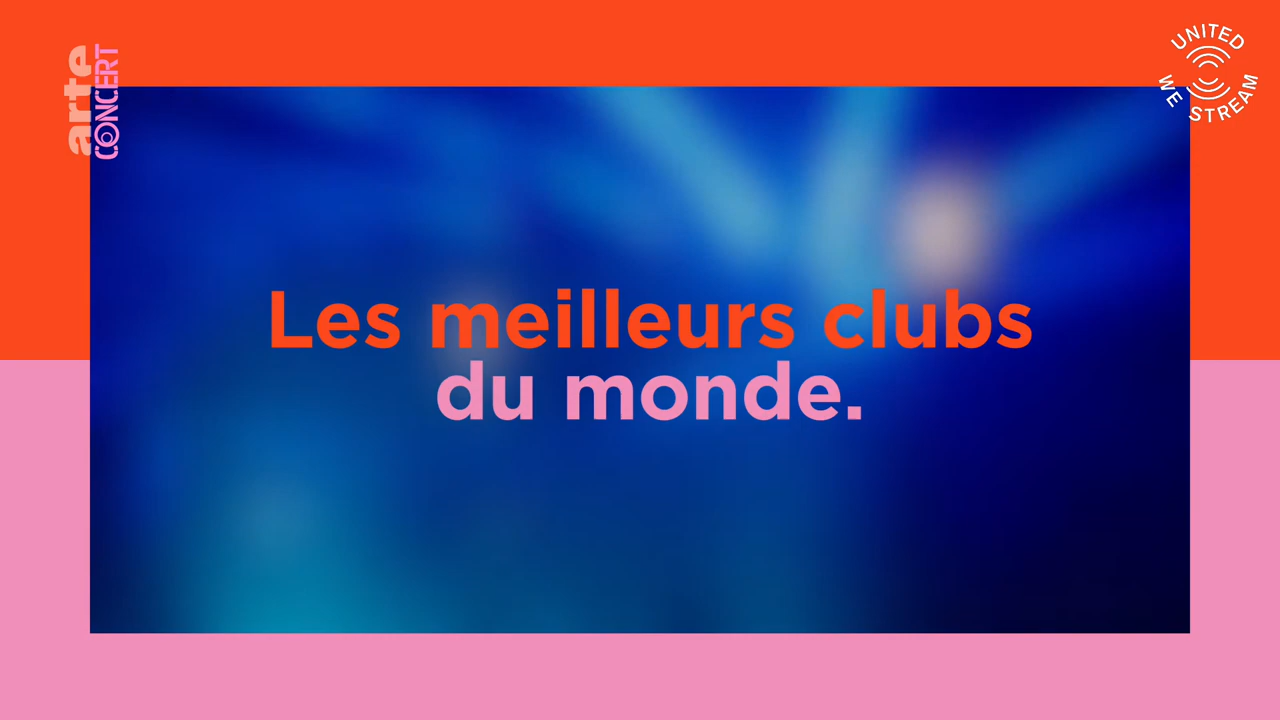 arte
CONCERT
UNITED
WE STREAM
Les meilleurs clubs
du monde.